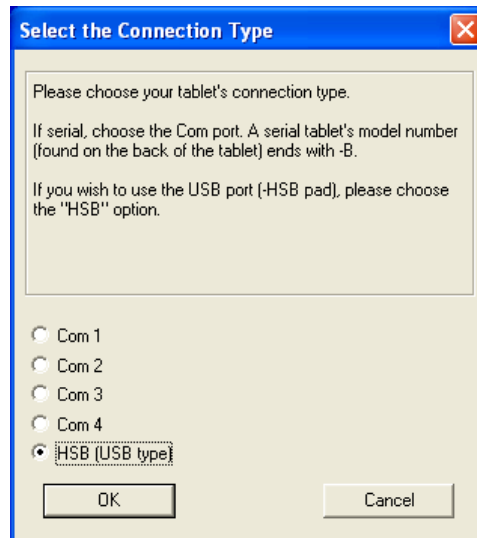 Select the Connection Type
Please choose your tablet's connection type.
If serial, choose the Com port. A serial tablet's model number
(found on the back of the tablet) ends with -B.
If you wish to use the USB port (-HSB pad), please choose
the "HSB" option.
Com 1
Com 2
Com 3
Com 4
HSB (USB type)
OK Cancel